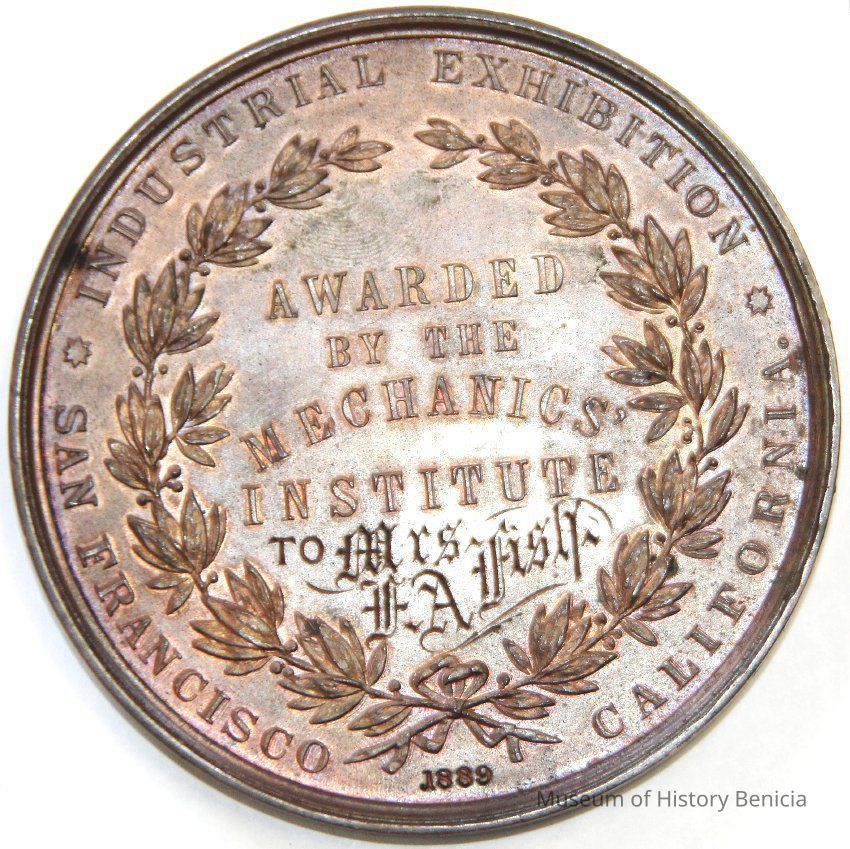 INDUSTRIAL EXHIBITION
AWARDED
BY THE
MECHANICS'
INSTITUTE
TO Mrs Fish.
F. A
SAN FRANCISCO
CALIFORNIA.
1889
Museum of History Benicia